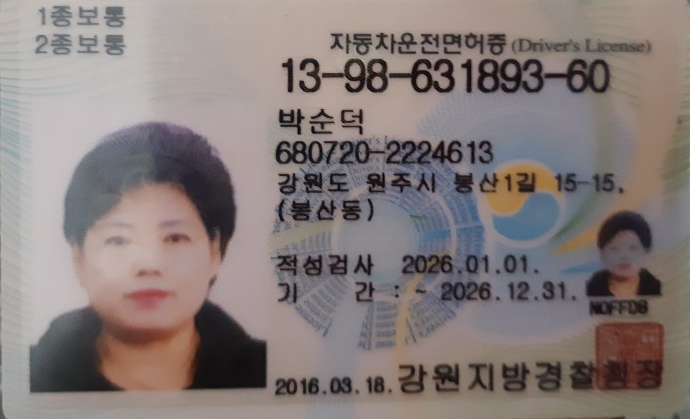 1종보통
2종보통
자동차운전면허증 (Driver's License)
13-98-631893-60
박순덕
680720-2224613
강원도 원주시 봉산1길 15-15,
(봉산동)
적성검사 2026.01.01.
기 간 : ~ 2026.12.31.
NOFFDB
2016.03.18. 강원지방경찰청장